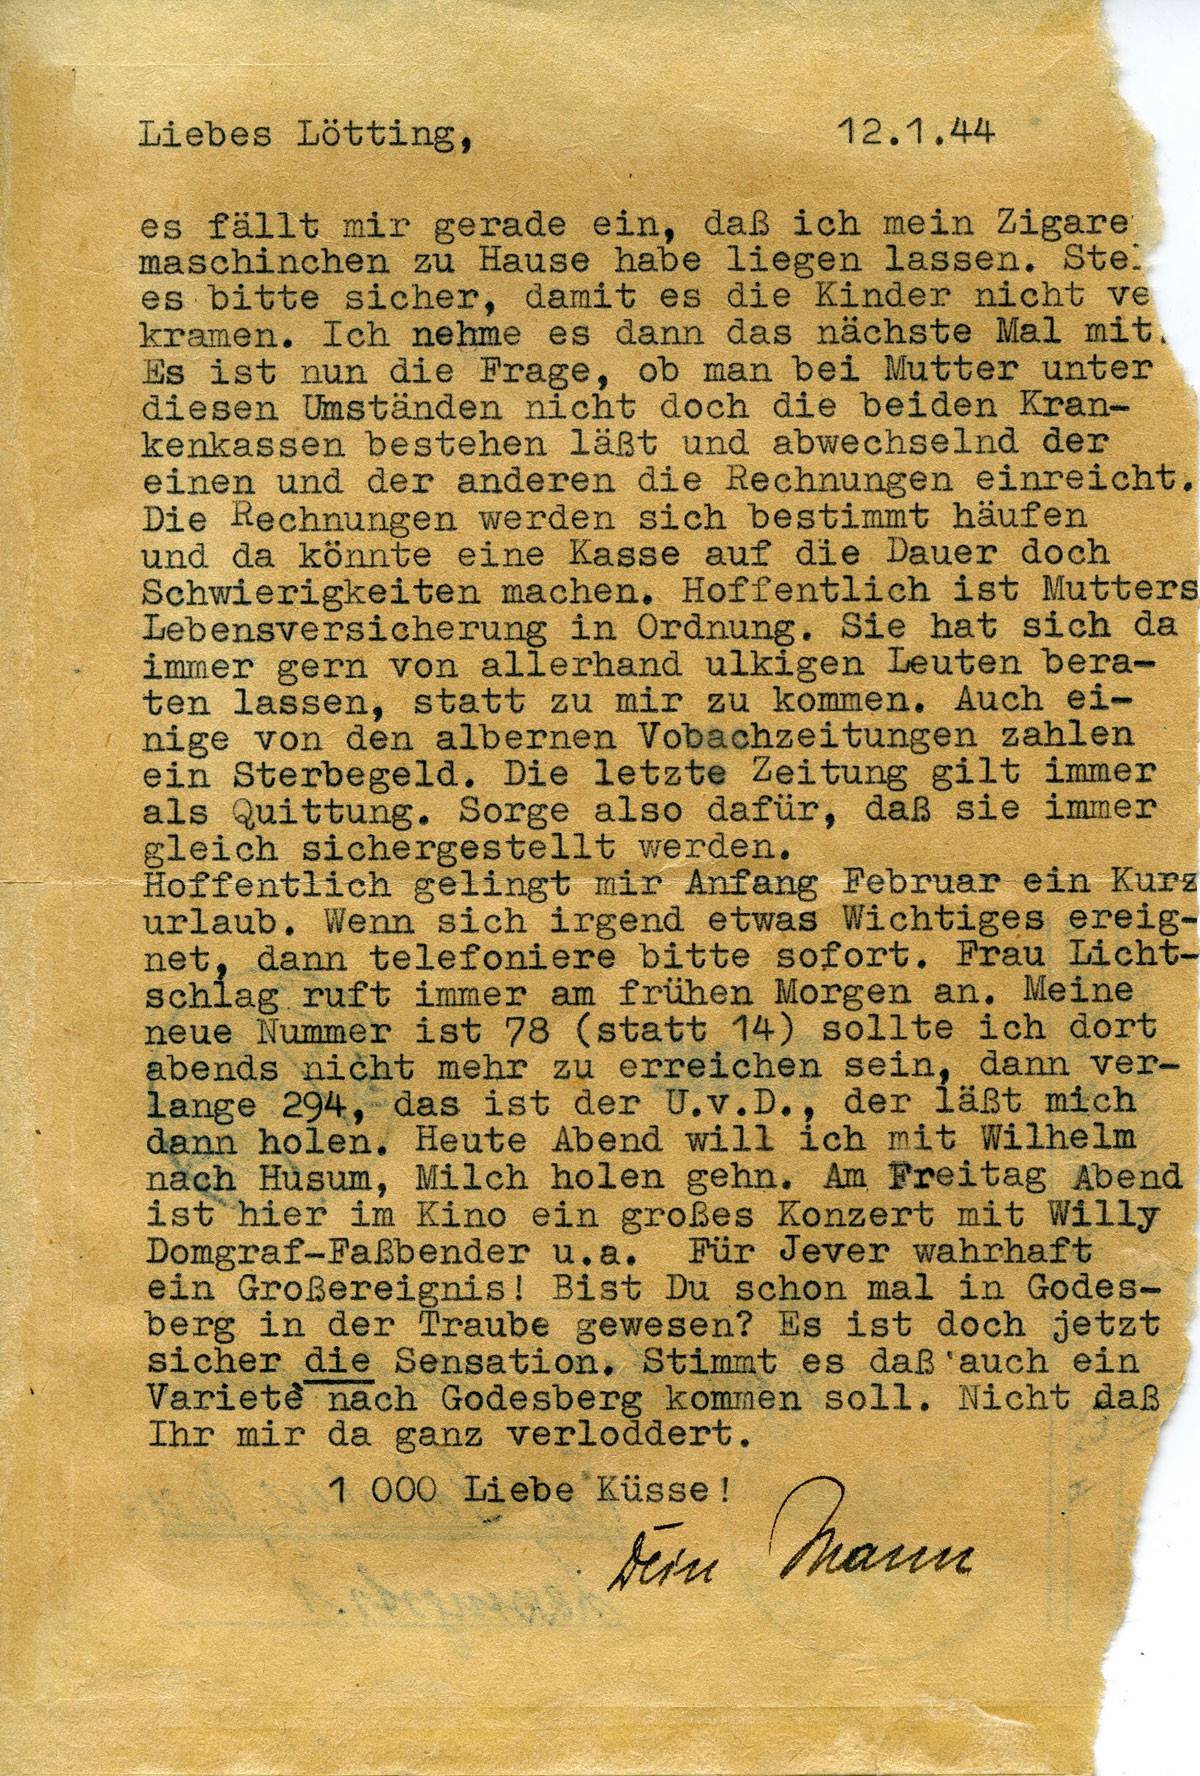 Liebes Lötting, 12.1.44
es fällt mir gerade ein, daß ich mein Zigare
maschinchen zu Hause habe liegen lassen. Ste
es bitte sicher, damit es die Kinder nicht ve
kramen. Ich nehme es dann das nächste Mal mit.
Es ist nun die Frage, ob man bei Mutter unter
diesen Umständen nicht doch die beiden Kran-
kenkassen bestehen läßt und abwechselnd der
einen und der anderen die Rechnungen einreicht.
Die Rechnungen werden sich bestimmt häufen
und da könnte eine Kasse auf die Dauer doch
Schwierigkeiten machen. Hoffentlich ist Mutters
Lebensversicherung in Ordnung. Sie hat sich da
immer gern von allerhand ulkigen Leuten bera-
ten lassen, statt zu mir zu kommen. Auch ei-
nige von den albernen Vobachzeitungen zahlen
ein Sterbegeld. Die letzte Zeitung gilt immer
als Quittung. Sorge also dafür, daß sie immer
gleich sichergestellt werden.
Hoffentlich gelingt mir Anfang Februar ein Kurz
urlaub. Wenn sich irgend etwas Wichtiges ereig-
net, dann telefoniere bitte sofort. Frau Licht-
schlag ruft immer am frühen Morgen an. Meine
neue Nummer ist 78 (statt 14) sollte ich dort
abends nicht mehr zu erreichen sein, dann ver-
lange 294, das ist der U.v.D., der läßt mich
dann holen. Heute Abend will ich mit Wilhelm
nach Husum, Milch holen gehn. Am Freitag Abend
ist hier im Kino ein großes Konzert mit Willy
Domgraf-Faßbender u.a. Für Jever wahrhaft
ein Großereignis! Bist Du schon mal in Godes-
berg in der Traube gewesen? Es ist doch jetzt
sicher die Sensation. Stimmt es daß auch ein
Varietè nach Godesberg kommen soll. Nicht daß
Ihr mir da ganz verloddert.
1 000 Liebe Küsse!
Dein Mann